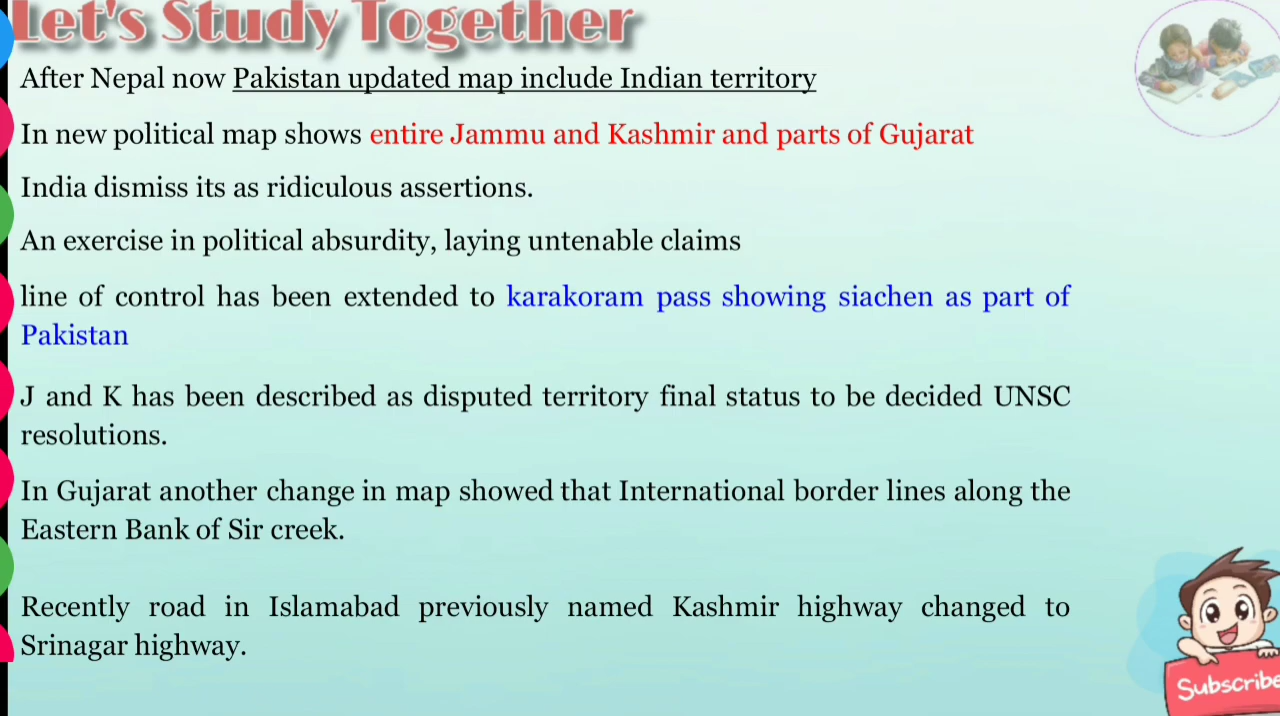 Let's Study Together
After Nepal now Pakistan updated map include Indian territory
In new political map shows entire Jammu and Kashmir and parts of Gujarat
India dismiss its as ridiculous assertions.
An exercise in political absurdity, laying untenable claims
line of control has been extended to karakoram pass showing siachen as part of
Pakistan
J and K has been described as disputed territory final status to be decided UNSC
resolutions.
In Gujarat another change in map showed that International border lines along the
Eastern Bank of Sir creek.
Recently road in Islamabad previously named Kashmir highway changed to
Srinagar highway.
Subscribe